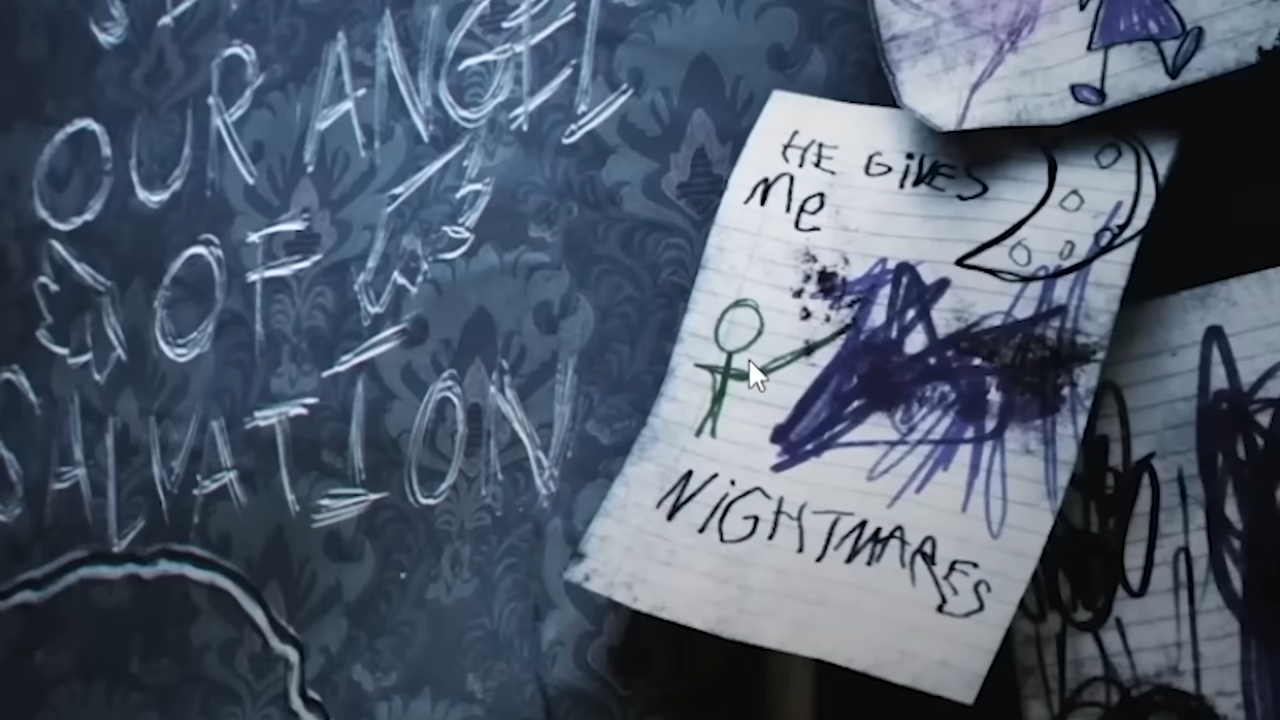 OUR ANGEL
OF
SALVATION
HE GiVES
Me
NiGHTMARES